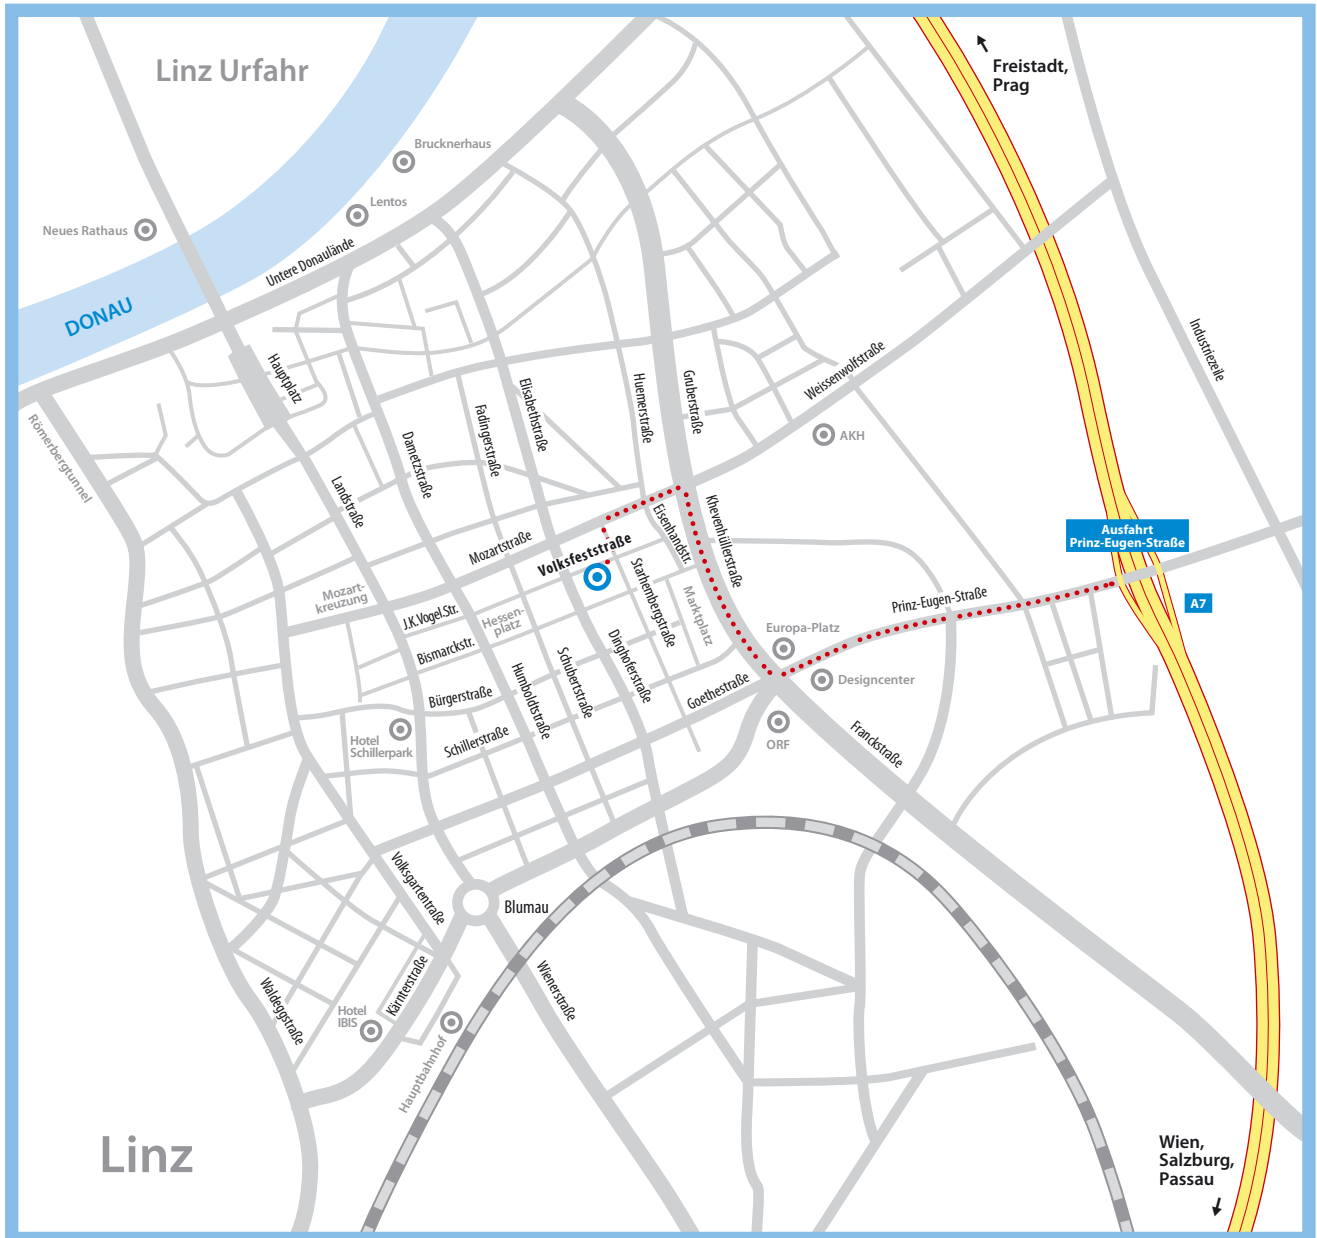 Linz Urfahr
Freistadt,
Prag
Brucknerhaus
Lentos
Neues Rathaus
Untere Donaulände
DONAU
Industriezeile
Hauptplatz
Weissenwolfstraße
Huemerstraße
Gruberstraße
Elisabethstraße
Fadingerstraße
Dametzstraße
Römerbergtunnel
AKH
Landstraße
Khevenhüllerstraße
Eisenhandstr.
Ausfahrt
Prinz-Eugen-Straße
Mozartstraße
Volksfeststraße
Starhembergstraße
Marktplatz
Mozart-
kreuzung
J.K.Vogel.Str.
Hessen-
platz
Prinz-Eugen-Straße
A7
Europa-Platz
Bismarckstr.
Dinghoferstraße
Schubertstraße
Humboldtstraße
Designcenter
Goethestraße
Bürgerstraße
Hotel
Schillerpark
Schillerstraße
ORF
Franckstraße
Volksgartentraße
Blumau
Wienerstraße
Kärnterstraße
Waldeggstraße
Hotel
IBIS
Hauptbahnhof
Linz
Wien,
Salzburg,
Passau